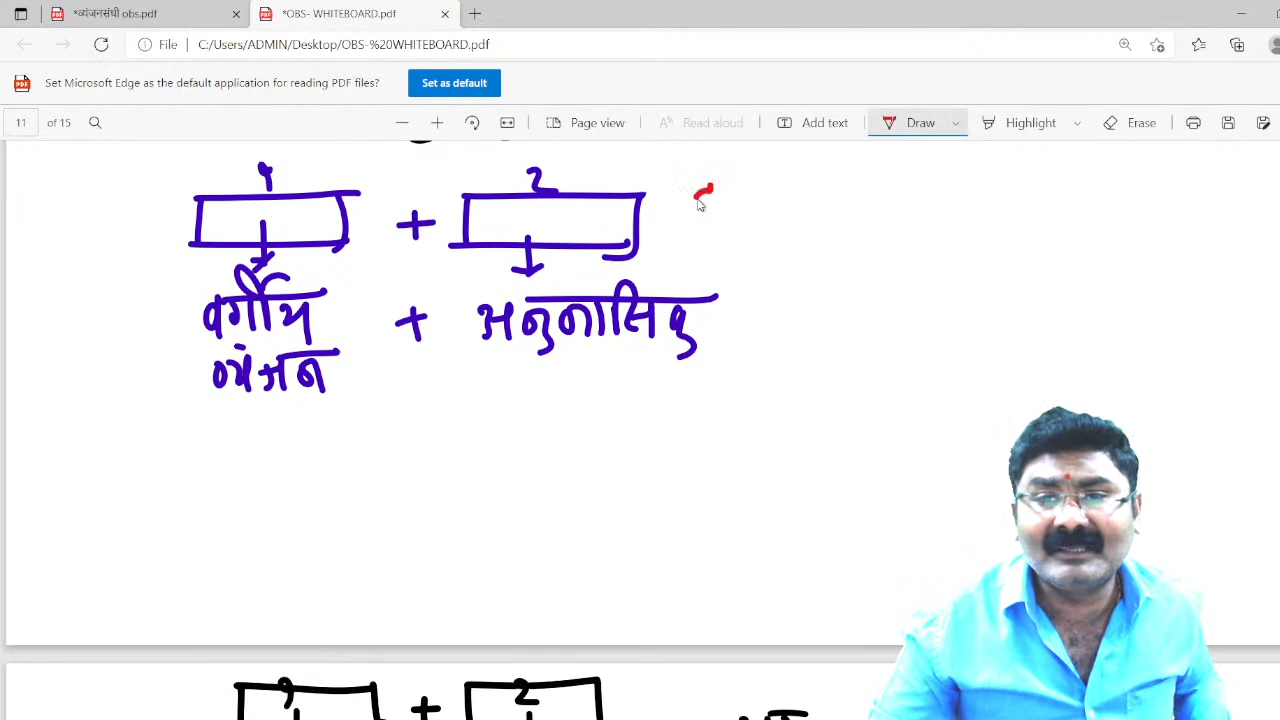 *व्यंजनसंधी obs.pdf
*OBS- WHITEBOARD.pdf
File C:/Users/ADMIN/Desktop/OBS-%20WHITEBOARD.pdf
Set Microsoft Edge as the default application for reading PDF files? Set as default
11 of 15 Page view Read aloud Add text Draw Highlight Erase
१ + 2
वर्गीय + अनुनासिक
व्यंजन
१ + 2